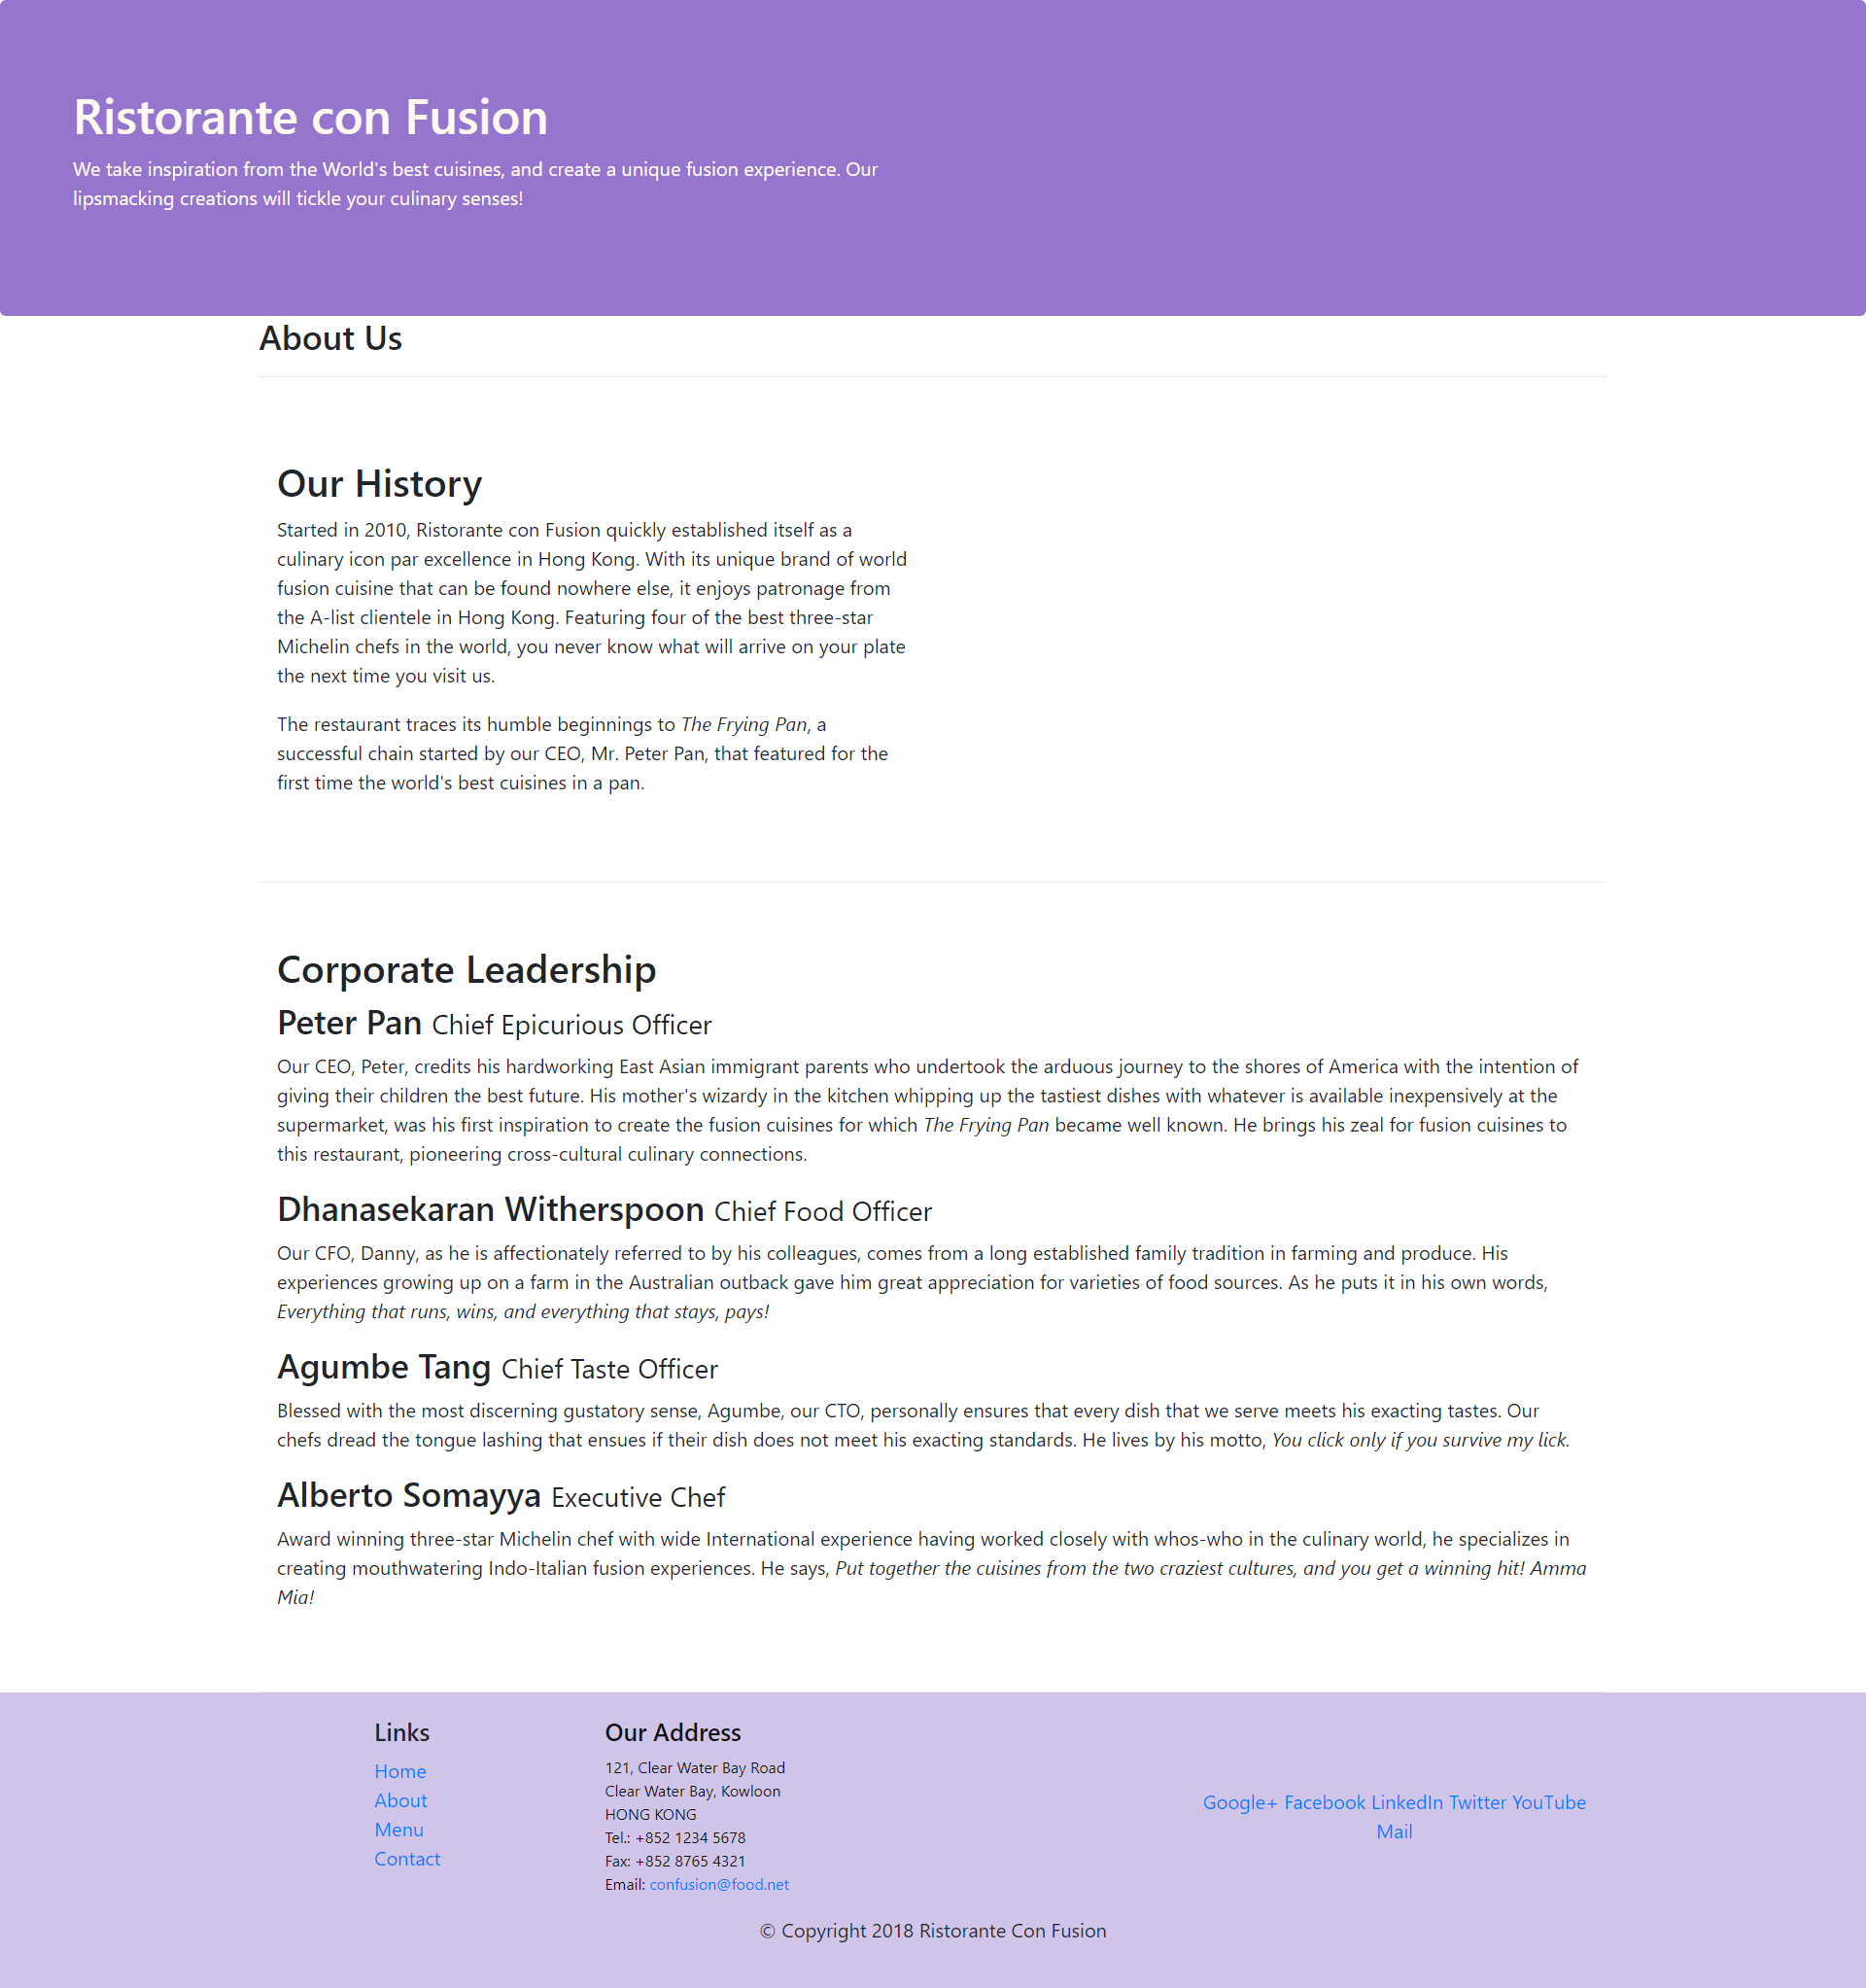 Ristorante con Fusion
We take inspiration from the World's best cuisines, and create a unique fusion experience. Our
lipsmacking creations will tickle your culinary senses!
About Us
Our History
Started in 2010, Ristorante con Fusion quickly established itself as a
culinary icon par excellence in Hong Kong. With its unique brand of world
fusion cuisine that can be found nowhere else, it enjoys patronage from
the A-list clientele in Hong Kong. Featuring four of the best three-star
Michelin chefs in the world, you never know what will arrive on your plate
the next time you visit us.
The restaurant traces its humble beginnings to The Frying Pan, a
successful chain started by our CEO, Mr. Peter Pan, that featured for the
first time the world's best cuisines in a pan.
Corporate Leadership
Peter Pan Chief Epicurious Officer
Our CEO, Peter, credits his hardworking East Asian immigrant parents who undertook the arduous journey to the shores of America with the intention of
giving their children the best future. His mother's wizardy in the kitchen whipping up the tastiest dishes with whatever is available inexpensively at the
supermarket, was his first inspiration to create the fusion cuisines for which The Frying Pan became well known. He brings his zeal for fusion cuisines to
this restaurant, pioneering cross-cultural culinary connections.
Dhanasekaran Witherspoon Chief Food Officer
Our CFO, Danny, as he is affectionately referred to by his colleagues, comes from a long established family tradition in farming and produce. His
experiences growing up on a farm in the Australian outback gave him great appreciation for varieties of food sources. As he puts it in his own words,
Everything that runs, wins, and everything that stays, pays!
Agumbe Tang Chief Taste Officer
Blessed with the most discerning gustatory sense, Agumbe, our CTO, personally ensures that every dish that we serve meets his exacting tastes. Our
chefs dread the tongue lashing that ensues if their dish does not meet his exacting standards. He lives by his motto, You click only if you survive my lick.
Alberto Somayya Executive Chef
Award winning three-star Michelin chef with wide International experience having worked closely with whos-who in the culinary world, he specializes in
creating mouthwatering Indo-Italian fusion experiences. He says, Put together the cuisines from the two craziest cultures, and you get a winning hit! Amma
Mia!
Links
Home
About
Menu
Contact
Our Address
121, Clear Water Bay Road
Clear Water Bay, Kowloon
HONG KONG
Tel.: +852 1234 5678
Fax: +852 8765 4321
Email: confusion@food.net
Google+ Facebook LinkedIn Twitter YouTube
Mail
© Copyright 2018 Ristorante Con Fusion